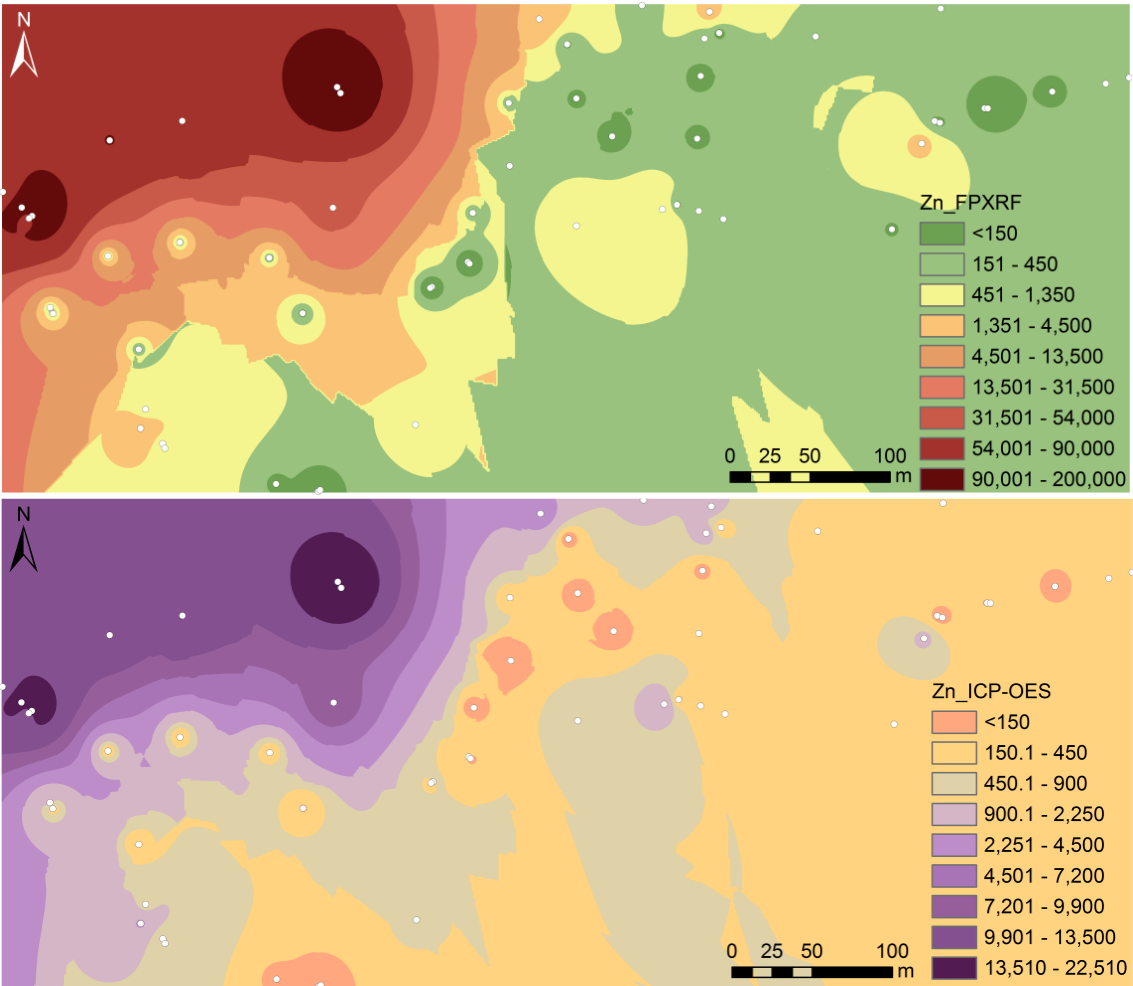 N
Zn_FPXRF
<150
151 - 450
451 - 1,350
1,351 - 4,500
4,501 - 13,500
13,501 - 31,500
31,501 - 54,000
54,001 - 90,000
90,001 - 200,000
0 25 50 100
m
N
Zn_ICP-OES
<150
150.1 - 450
450.1 - 900
900.1 - 2,250
2,251 - 4,500
4,501 - 7,200
7,201 - 9,900
9,901 - 13,500
13,510 - 22,510
0 25 50 100
m